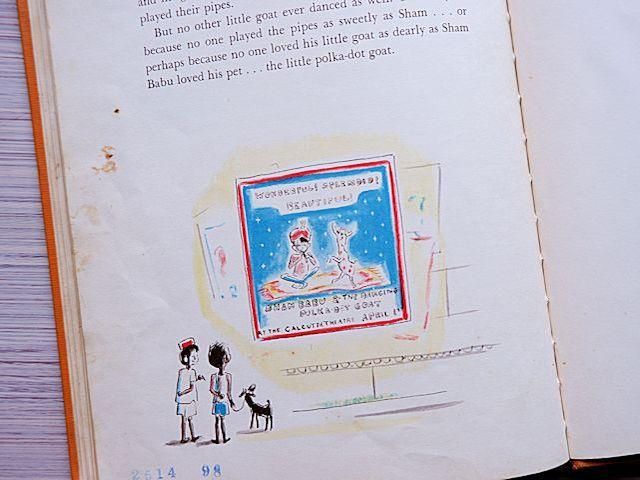 played their pipes.
But no other little goat ever danced as well
because no one played the pipes as sweetly as Sham . . . or
perhaps because no one loved his little goat as dearly as Sham
Babu loved his pet . . . the little polka-dot goat.
WONDERFUL! SPLENDID!
BEAUTIFUL!
SHAM BABU & THE DANCING
POLKA-DOT GOAT
AT THE CALCUTTA THEATRE APRIL 1st
2614 98